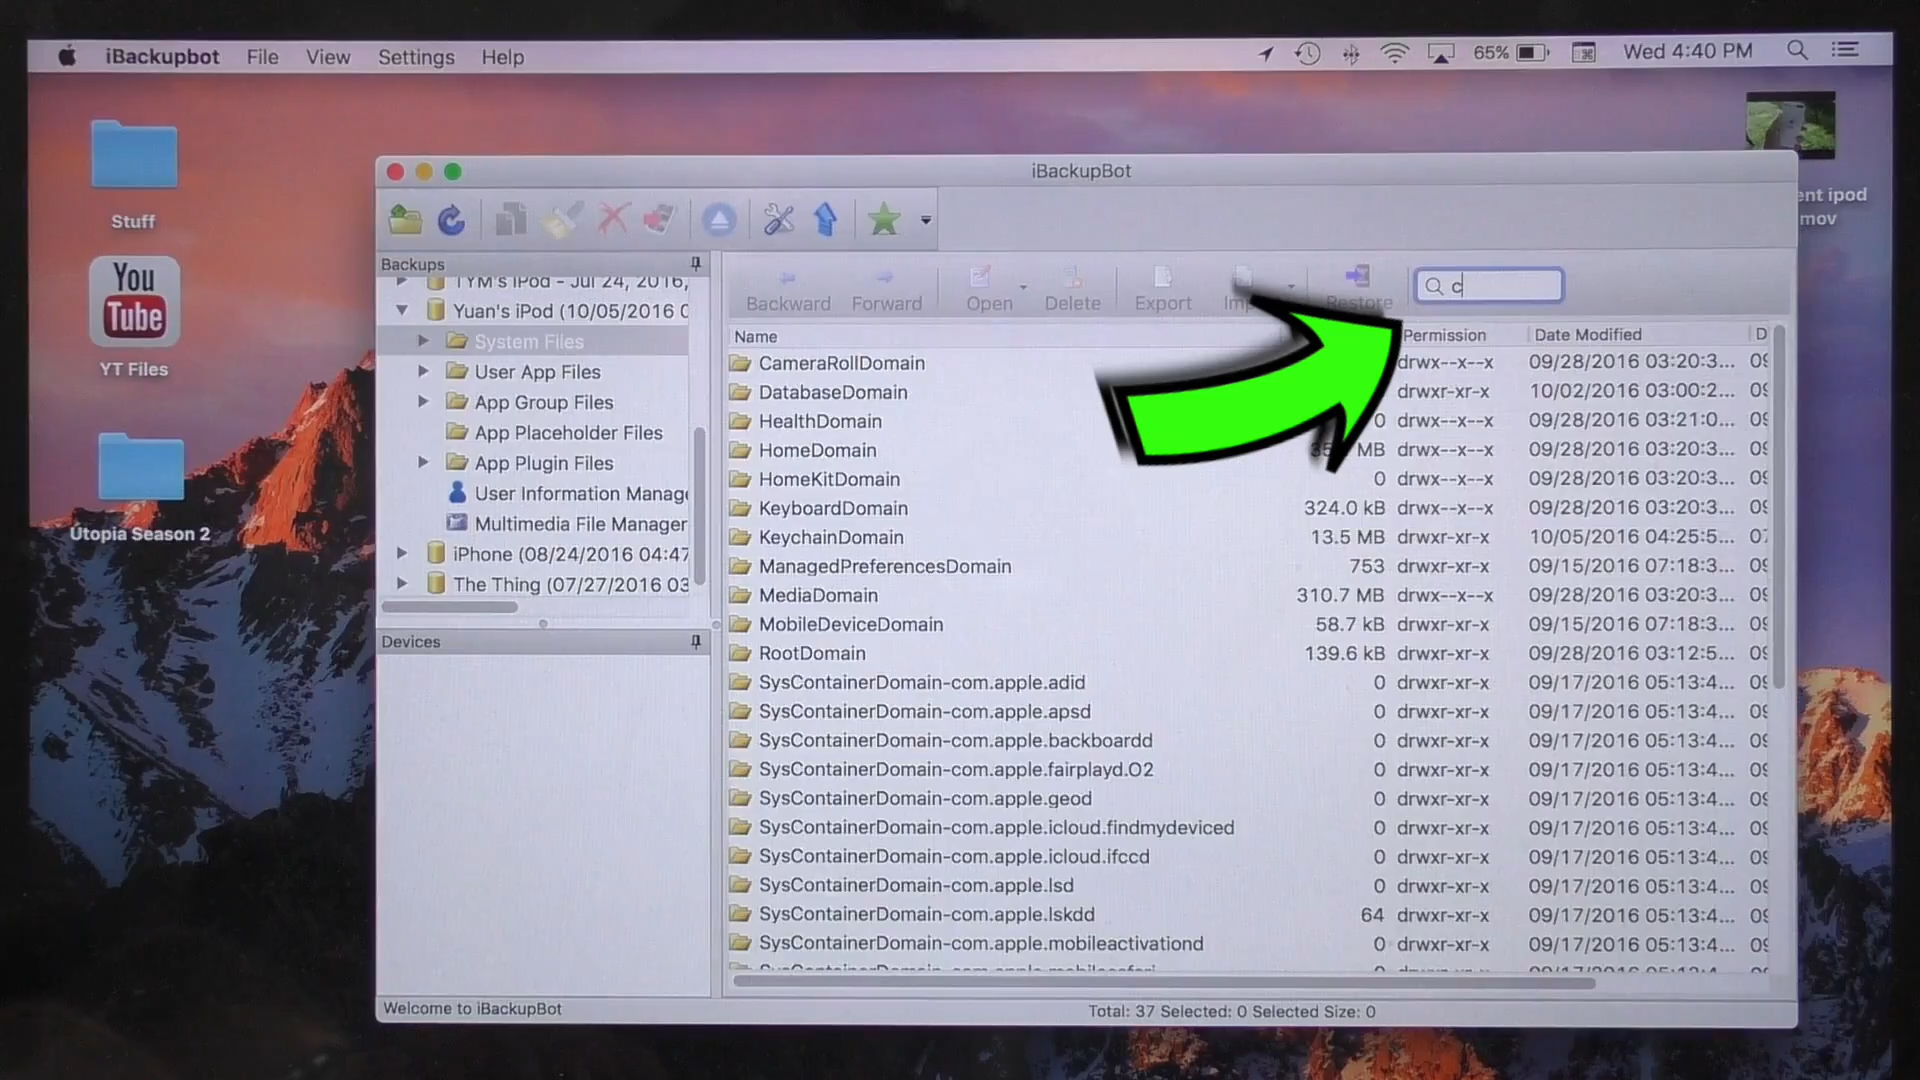 iBackupbot File View Settings Help 65% Wed 4:40 PM
Stuff
You
Tube
YT Files
Utopia Season 2
ent ipod
mov
iBackupBot
Backups
TYM's iPod - Jul 24, 2016,
Yuan's iPod (10/05/2016 0
System Files
User App Files
App Group Files
App Placeholder Files
App Plugin Files
User Information Manage
Multimedia File Manager
iPhone (08/24/2016 04:47
The Thing (07/27/2016 03
Devices
Welcome to iBackupBot
Backward Forward Open Delete Export Restore c
Name Permission Date Modified D
CameraRollDomain drwx--x--x 09/28/2016 03:20:3...
DatabaseDomain drwxr-xr-x 10/02/2016 03:00:2...
HealthDomain 0 drwx--x--x 09/28/2016 03:21:0...
HomeDomain MB drwx--x--x 09/28/2016 03:20:3...
HomeKitDomain 0 drwx--x--x 09/28/2016 03:20:3...
KeyboardDomain 324.0 kB drwx--x--x 09/28/2016 03:20:3...
KeychainDomain 13.5 MB drwxr-xr-x 10/05/2016 04:25:5...
ManagedPreferencesDomain 753 drwxr-xr-x 09/15/2016 07:18:3...
MediaDomain 310.7 MB drwx--x--x 09/28/2016 03:20:3...
MobileDeviceDomain 58.7 kB drwxr-xr-x 09/15/2016 07:18:3...
RootDomain 139.6 kB drwxr-xr-x 09/28/2016 03:12:5...
SysContainerDomain-com.apple.adid 0 drwxr-xr-x 09/17/2016 05:13:4...
SysContainerDomain-com.apple.apsd 0 drwxr-xr-x 09/17/2016 05:13:4...
SysContainerDomain-com.apple.backboardd 0 drwxr-xr-x 09/17/2016 05:13:4...
SysContainerDomain-com.apple.fairplayd.O2 0 drwxr-xr-x 09/17/2016 05:13:4...
SysContainerDomain-com.apple.geod 0 drwxr-xr-x 09/17/2016 05:13:4...
SysContainerDomain-com.apple.icloud.findmydeviced 0 drwxr-xr-x 09/17/2016 05:13:4...
SysContainerDomain-com.apple.icloud.ifccd 0 drwxr-xr-x 09/17/2016 05:13:4...
SysContainerDomain-com.apple.lsd 0 drwxr-xr-x 09/17/2016 05:13:4...
SysContainerDomain-com.apple.lskdd 64 drwxr-xr-x 09/17/2016 05:13:4...
SysContainerDomain-com.apple.mobileactivationd 0 drwxr-xr-x 09/17/2016 05:13:4...
Total: 37 Selected: 0 Selected Size: 0